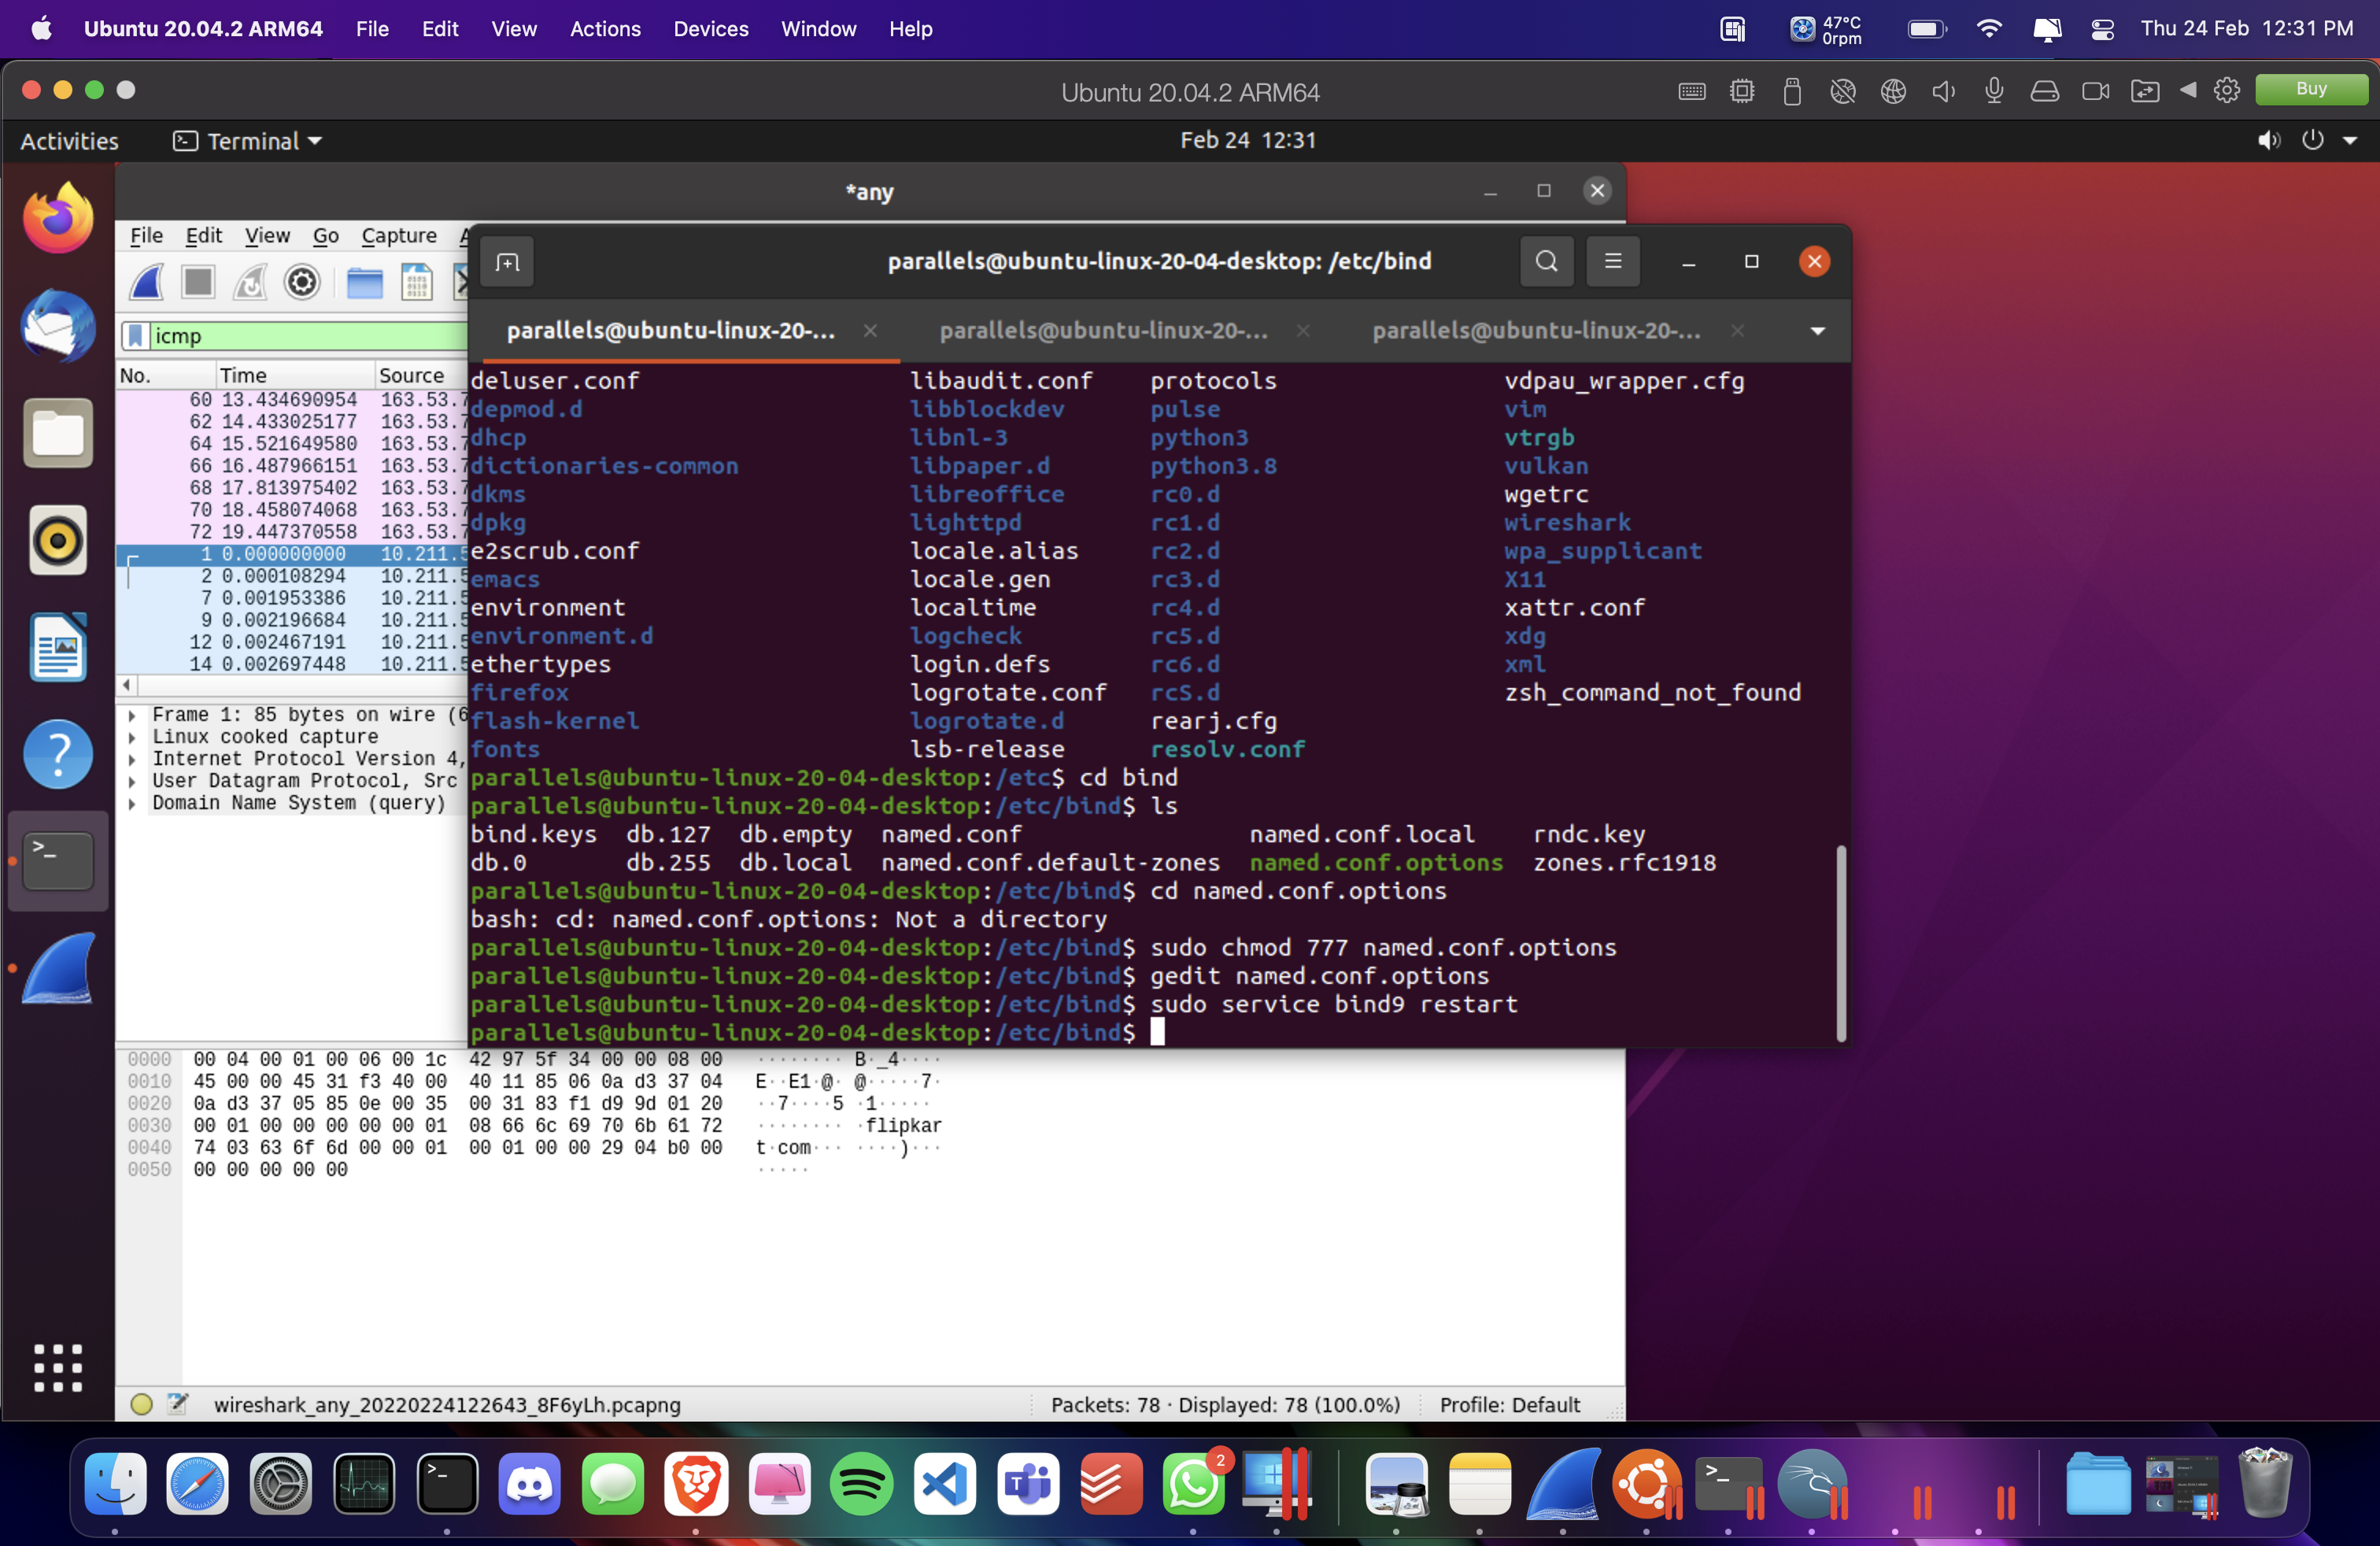 Ubuntu 20.04.2 ARM64 File Edit View Actions Devices Window Help 47°C 0rpm Thu 24 Feb 12:31 PM
Ubuntu 20.04.2 ARM64 Buy
Activities Terminal Feb 24 12:31
*any
File Edit View Go Capture
parallels@ubuntu-linux-20-04-desktop: /etc/bind
icmp
parallels@ubuntu-linux-20-... parallels@ubuntu-linux-20-... parallels@ubuntu-linux-20-...
No. Time Source
60 13.434690954 163.53.7
62 14.433025177 163.53.7
64 15.521649580 163.53.7
66 16.487966151 163.53.7
68 17.813975402 163.53.7
70 18.458074068 163.53.7
72 19.447370558 163.53.7
1 0.000000000 10.211.5
2 0.000108294 10.211.5
7 0.001953386 10.211.5
9 0.002196684 10.211.5
12 0.002467191 10.211.5
14 0.002697448 10.211.5
Frame 1: 85 bytes on wire (6
Linux cooked capture
Internet Protocol Version 4,
User Datagram Protocol, Src
Domain Name System (query)
deluser.conf libaudit.conf protocols vdpau_wrapper.cfg
depmod.d libblockdev pulse vim
dhcp libnl-3 python3 vtrgb
dictionaries-common libpaper.d python3.8 vulkan
dkms libreoffice rc0.d wgetrc
dpkg lighttpd rc1.d wireshark
e2scrub.conf locale.alias rc2.d wpa_supplicant
emacs locale.gen rc3.d X11
environment localtime rc4.d xattr.conf
environment.d logcheck rc5.d xdg
ethertypes login.defs rc6.d xml
firefox logrotate.conf rcS.d zsh_command_not_found
flash-kernel logrotate.d rearj.cfg
fonts lsb-release resolv.conf
parallels@ubuntu-linux-20-04-desktop:/etc$ cd bind
parallels@ubuntu-linux-20-04-desktop:/etc/bind$ ls
bind.keys db.127 db.empty named.conf named.conf.local rndc.key
db.0 db.255 db.local named.conf.default-zones named.conf.options zones.rfc1918
parallels@ubuntu-linux-20-04-desktop:/etc/bind$ cd named.conf.options
bash: cd: named.conf.options: Not a directory
parallels@ubuntu-linux-20-04-desktop:/etc/bind$ sudo chmod 777 named.conf.options
parallels@ubuntu-linux-20-04-desktop:/etc/bind$ gedit named.conf.options
parallels@ubuntu-linux-20-04-desktop:/etc/bind$ sudo service bind9 restart
parallels@ubuntu-linux-20-04-desktop:/etc/bind$
0000 00 04 00 01 00 06 00 1c 42 97 5f 34 00 00 08 00 ········ B·_4····
0010 45 00 00 45 31 f3 40 00 40 11 85 06 0a d3 37 04 E··E1·@· @·····7·
0020 0a d3 37 05 85 0e 00 35 00 31 83 f1 d9 9d 01 20 ··7····5 ·1·····
0030 00 01 00 00 00 00 00 01 08 66 6c 69 70 6b 61 72 ········ ·flipkar
0040 74 03 63 6f 6d 00 00 01 00 01 00 00 29 04 b0 00 t·com··· ····)···
0050 00 00 00 00 00 ·····
wireshark_any_20220224122643_8F6yLh.pcapng Packets: 78 · Displayed: 78 (100.0%) Profile: Default
2